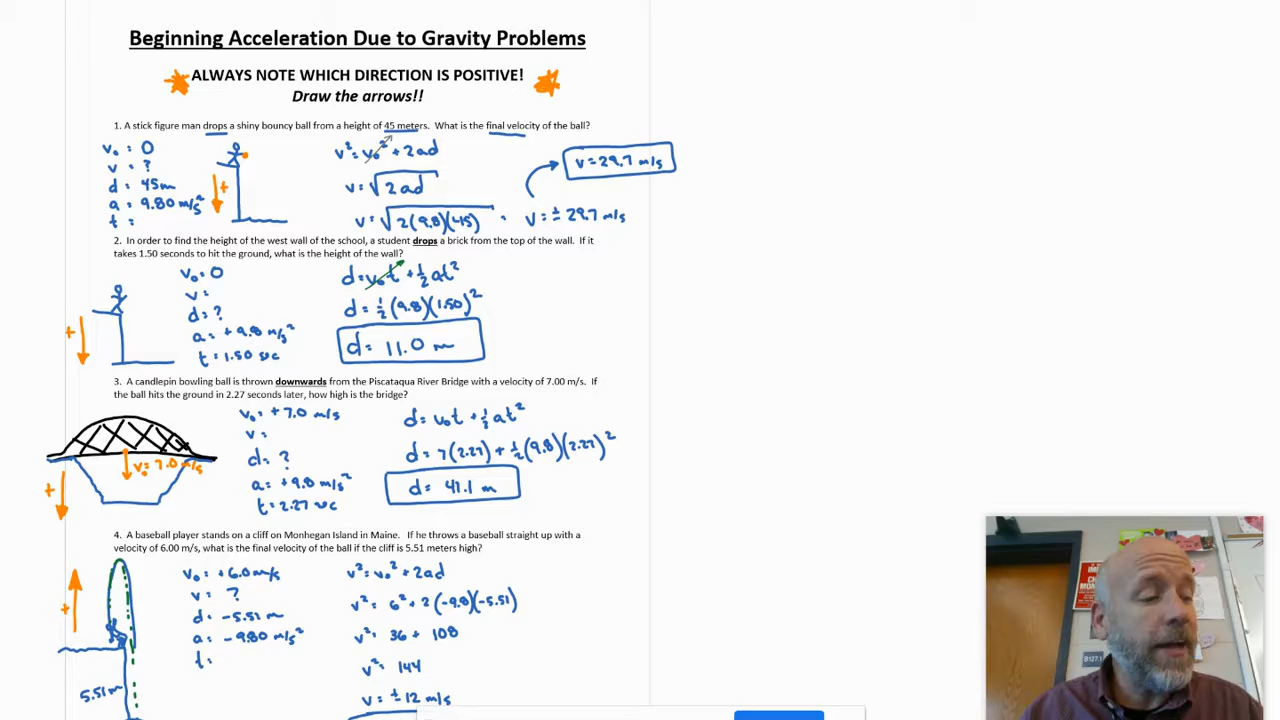 Beginning Acceleration Due to Gravity Problems
ALWAYS NOTE WHICH DIRECTION IS POSITIVE!
Draw the arrows!!
1. A stick figure man drops a shiny bouncy ball from a height of 45 meters. What is the final velocity of the ball?
v₀ = 0
v = ?
d = 45m
a = 9.80 m/s²
t =
+
v² = v₀² + 2ad
v = √2ad
v = √2(9.8)(45)
v = ± 29.7 m/s
v = 29.7 m/s
2. In order to find the height of the west wall of the school, a student drops a brick from the top of the wall. If it
takes 1.50 seconds to hit the ground, what is the height of the wall?
+
v₀ = 0
v =
d = ?
a = +9.8 m/s²
t = 1.50 sec
d = v₀t + ½at²
d = ½(9.8)(1.50)²
d = 11.0 m
3. A candlepin bowling ball is thrown downwards from the Piscataqua River Bridge with a velocity of 7.00 m/s. If
the ball hits the ground in 2.27 seconds later, how high is the bridge?
v₀ = 7.0 m/s
+
v₀ = +7.0 m/s
v =
d = ?
a = +9.8 m/s²
t = 2.27 sec
d = v₀t + ½at²
d = 7(2.27) + ½(9.8)(2.27)²
d = 41.1 m
4. A baseball player stands on a cliff on Monhegan Island in Maine. If he throws a baseball straight up with a
velocity of 6.00 m/s, what is the final velocity of the ball if the cliff is 5.51 meters high?
+
5.51m
v₀ = +6.0 m/s
v = ?
d = -5.51 m
a = -9.80 m/s²
t =
v² = v₀² + 2ad
v² = 6² + 2(-9.8)(-5.51)
v² = 36 + 108
v² = 144
v = ± 12 m/s
B127.1